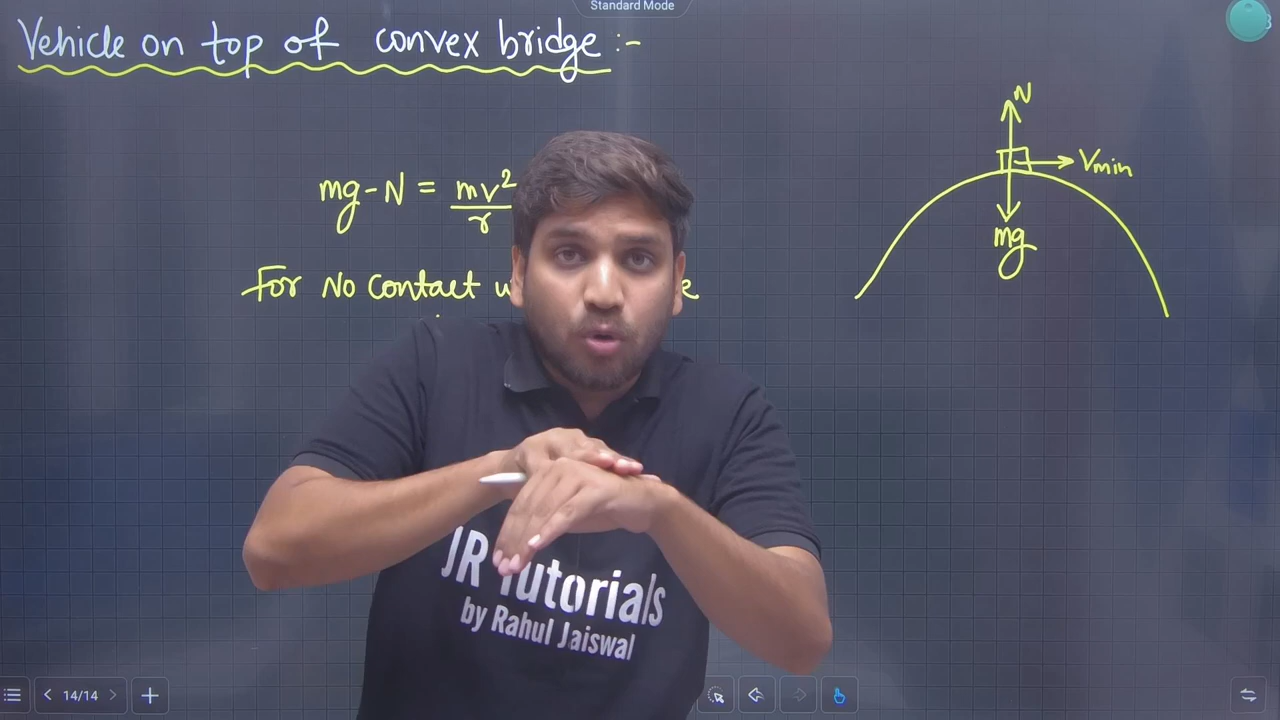 Standard Mode
Vehicle on top of convex bridge :-
N
Vmin
mg
mg - N = mv²/r
For No contact
JR Tutorials
by Rahul Jaiswal
14/14